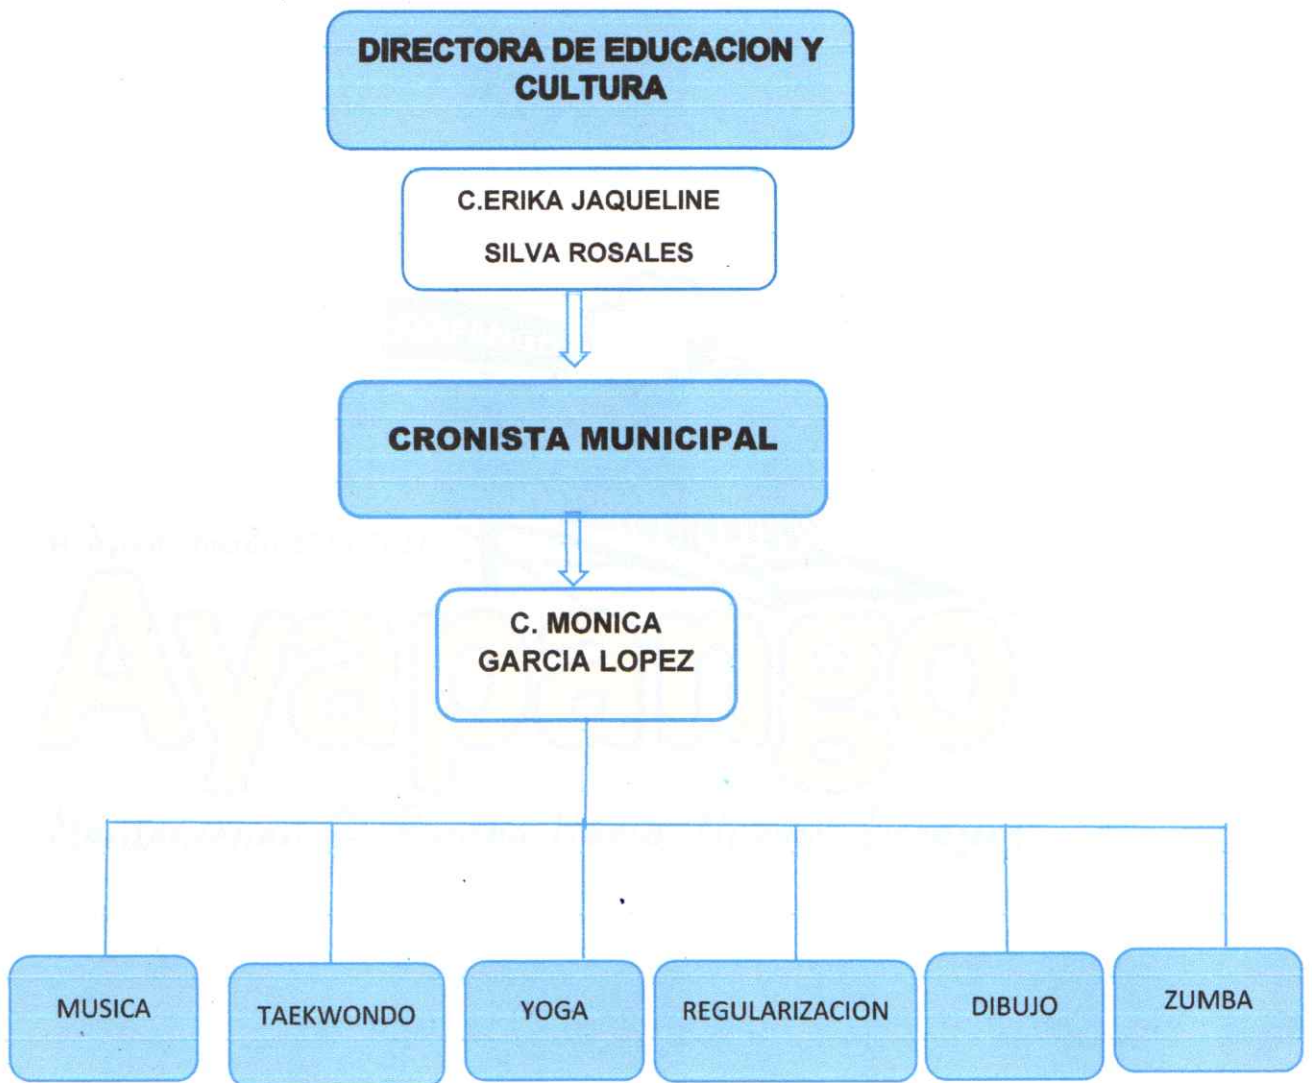 DIRECTORA DE EDUCACION Y
CULTURA
C.ERIKA JAQUELINE
SILVA ROSALES
CRONISTA MUNICIPAL
C. MONICA
GARCIA LOPEZ
Ayapango
MUSICA
TAEKWONDO
YOGA
REGULARIZACION
DIBUJO
ZUMBA